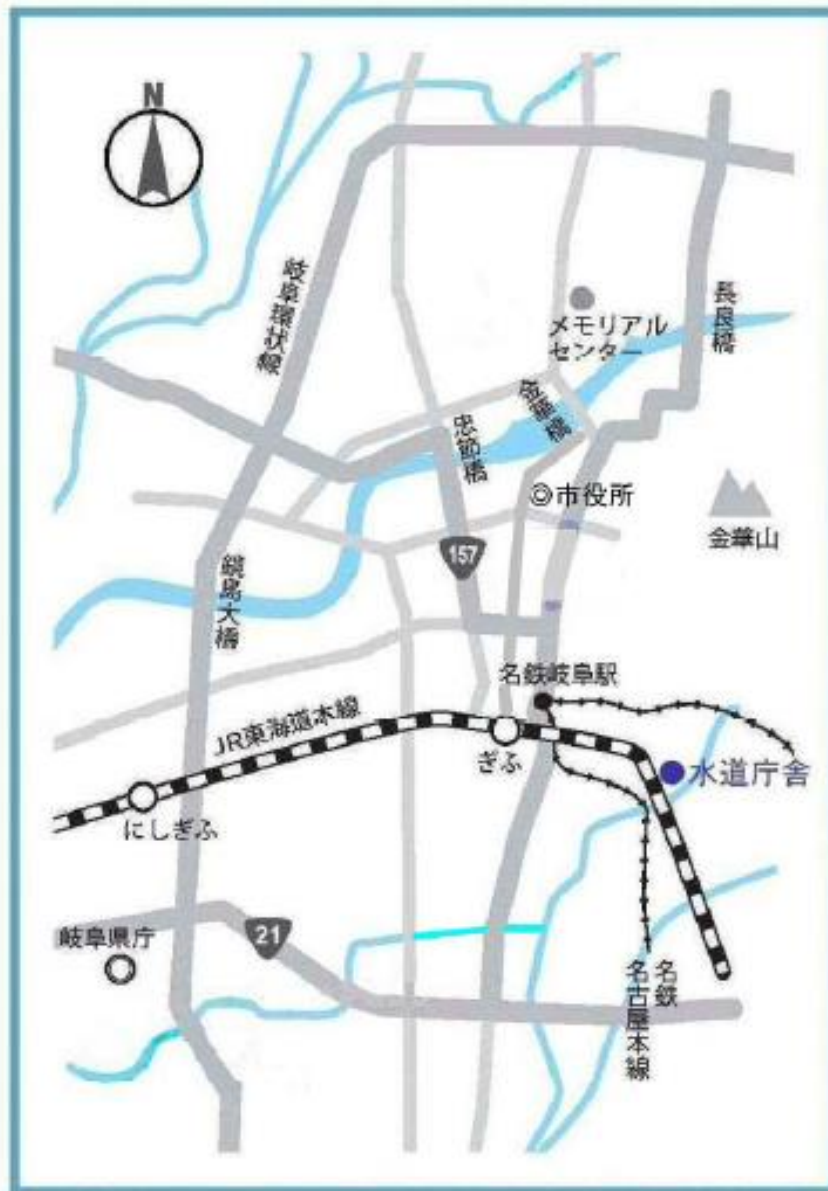 N
岐阜環状線
メモリアル
センター
長良橋
金華橋
忠節橋
◎市役所
157
金華山
鏡島大橋
名鉄岐阜駅
JR東海道本線
ぎふ
水道庁舎
にしぎふ
21
岐阜県庁
名鉄
名古屋本線